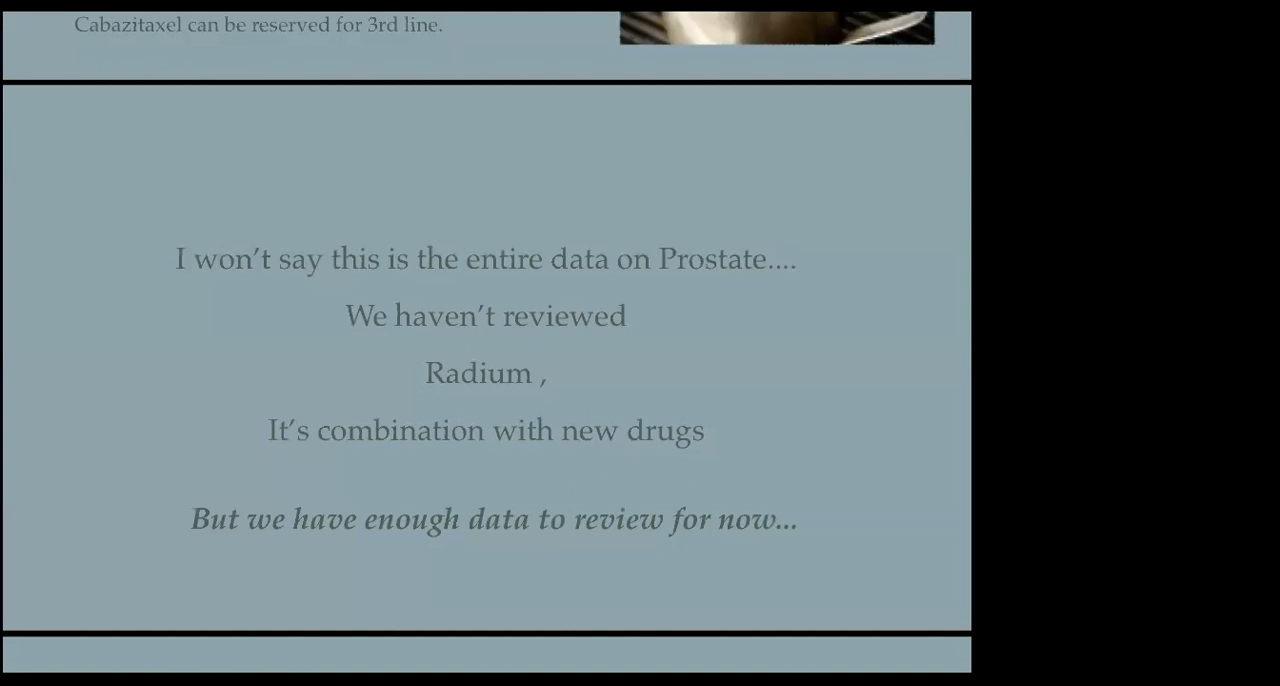 Cabazitaxel can be reserved for 3rd line.
I won’t say this is the entire data on Prostate....
We haven’t reviewed
Radium ,
It’s combination with new drugs
But we have enough data to review for now...